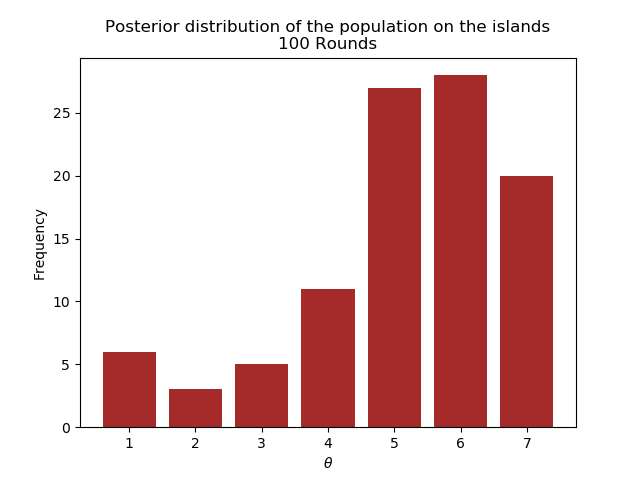 Posterior distribution of the population on the islands
100 Rounds
25
20
15
10
5
0
Frequency
1 2 3 4 5 6 7
θ